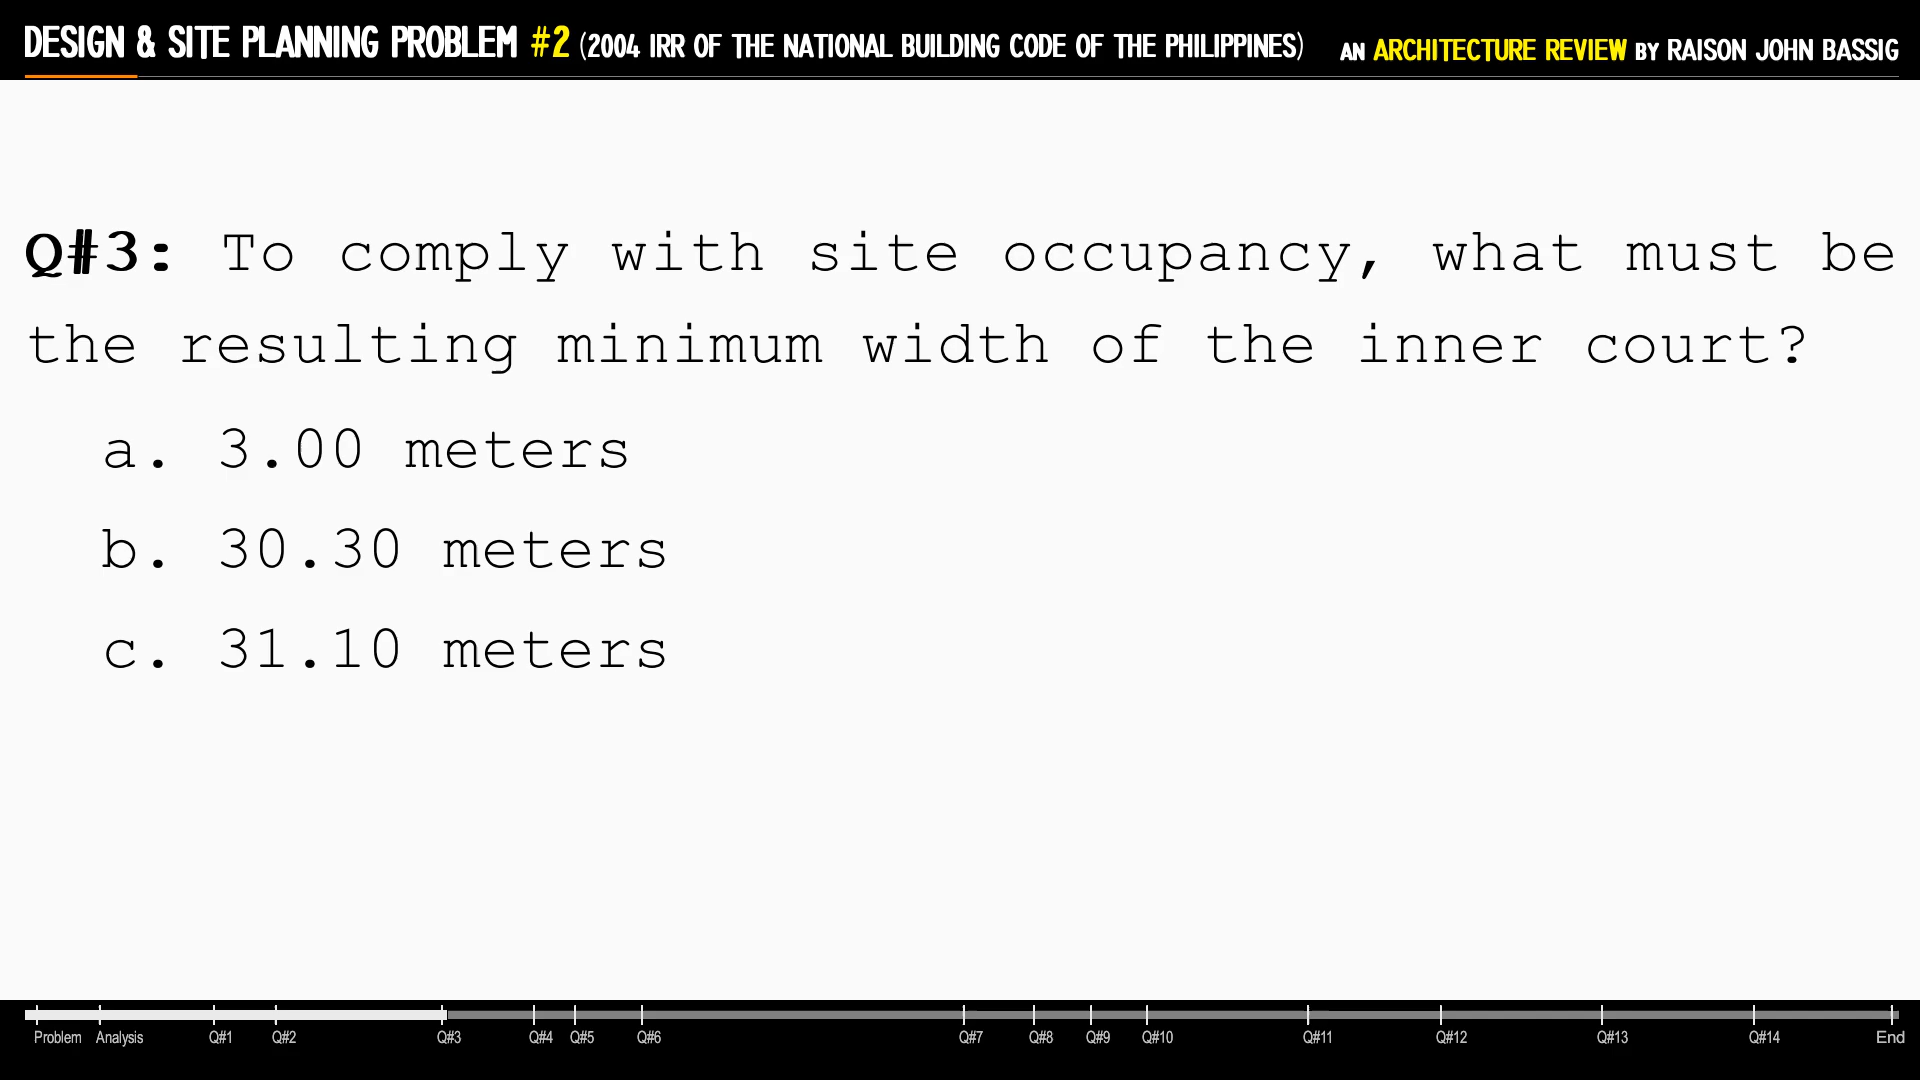 DESIGN & SITE PLANNING PROBLEM #2 (2004 IRR OF THE NATIONAL BUILDING CODE OF THE PHILIPPINES) AN ARCHITECTURE REVIEW BY RAISON JOHN BASSIG
Q#3: To comply with site occupancy, what must be
the resulting minimum width of the inner court?
a. 3.00 meters
b. 30.30 meters
c. 31.10 meters
Problem Analysis Q#1 Q#2 Q#3 Q#4 Q#5 Q#6 Q#7 Q#8 Q#9 Q#10 Q#11 Q#12 Q#13 Q#14 End